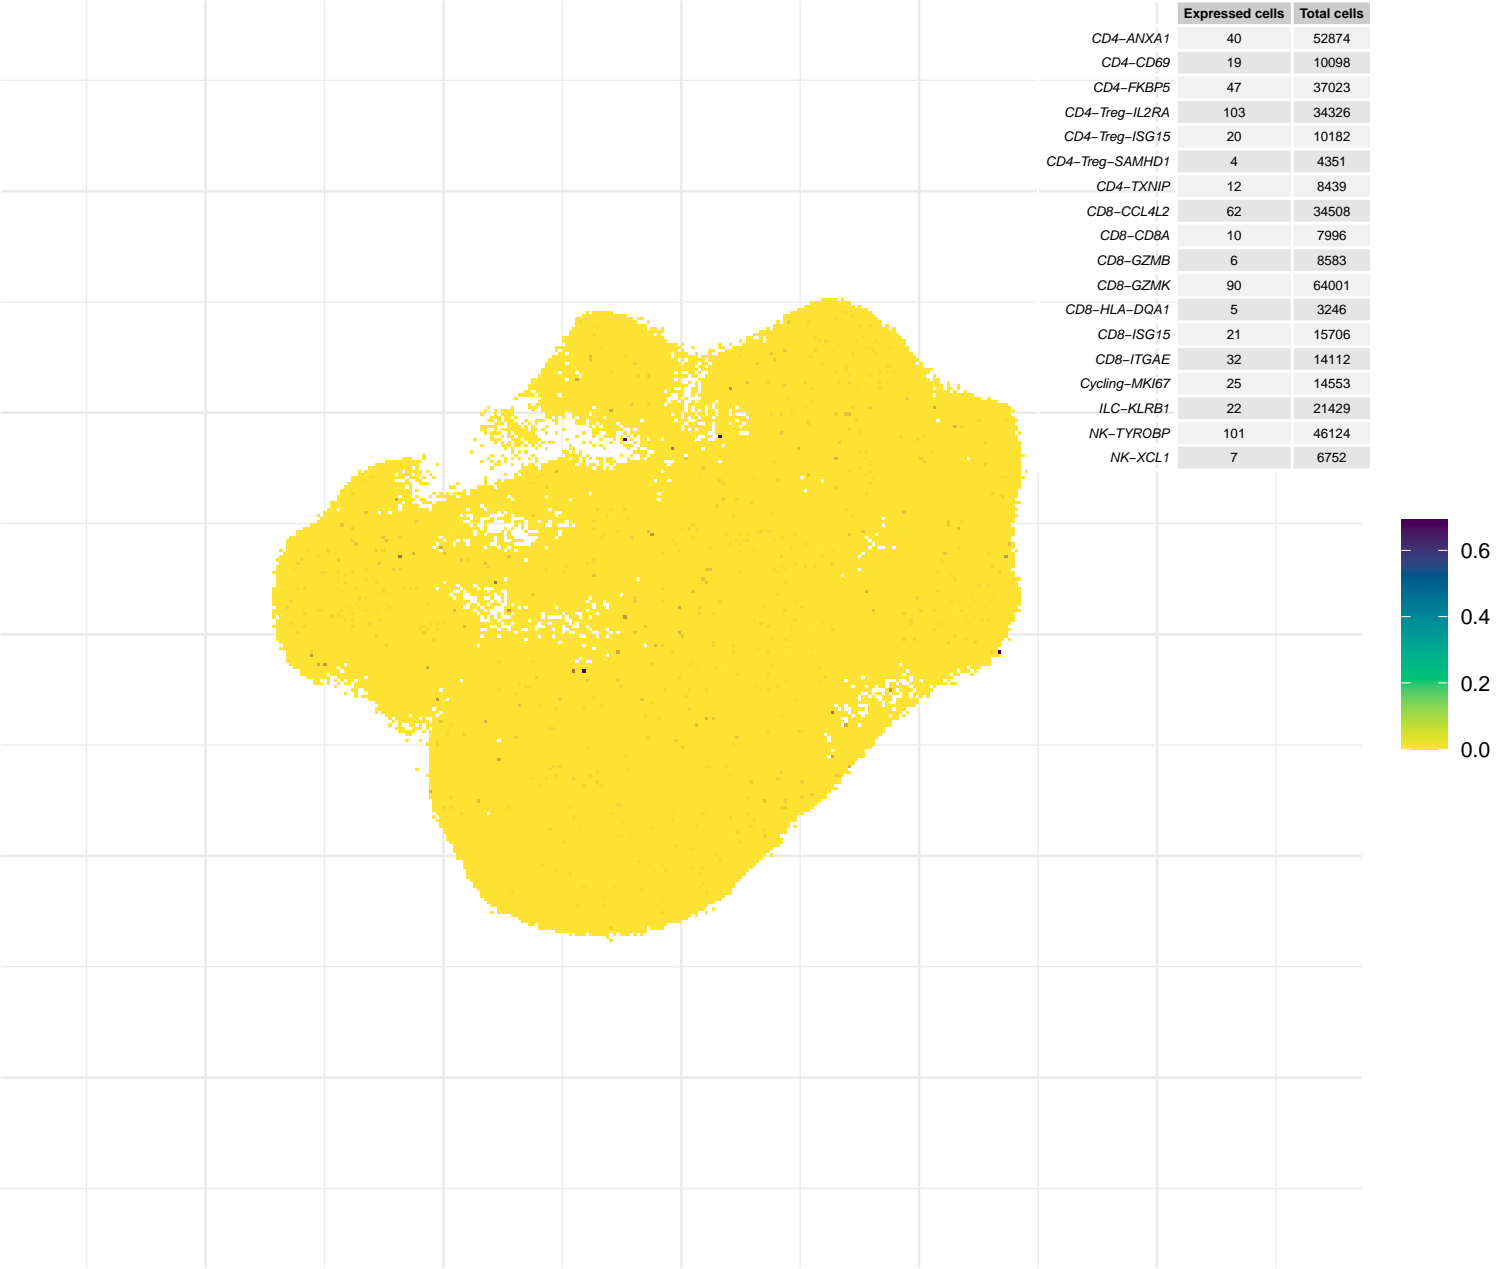 Expressed cells Total cells
CD4−ANXA1 40 52874
CD4−CD69 19 10098
CD4−FKBP5 47 37023
CD4−Treg−IL2RA 103 34326
CD4−Treg−ISG15 20 10182
CD4−Treg−SAMHD1 4 4351
CD4−TXNIP 12 8439
CD8−CCL4L2 62 34508
CD8−CD8A 10 7996
CD8−GZMB 6 8583
CD8−GZMK 90 64001
CD8−HLA−DQA1 5 3246
CD8−ISG15 21 15706
CD8−ITGAE 32 14112
Cycling−MKI67 25 14553
ILC−KLRB1 22 21429
NK−TYROBP 101 46124
NK−XCL1 7 6752
0.6
0.4
0.2
0.0